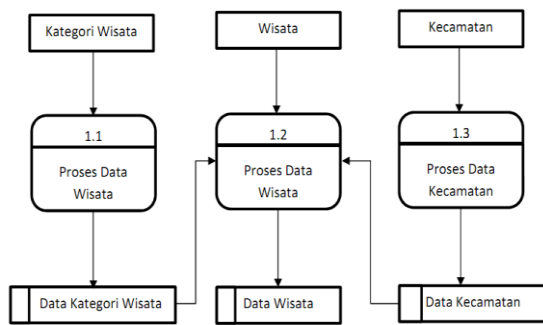 Kategori Wisata
Wisata
Kecamatan
1.1
1.2
1.3
Proses Data
Wisata
Proses Data
Wisata
Proses Data
Kecamatan
Data Kategori Wisata
Data Wisata
Data Kecamatan